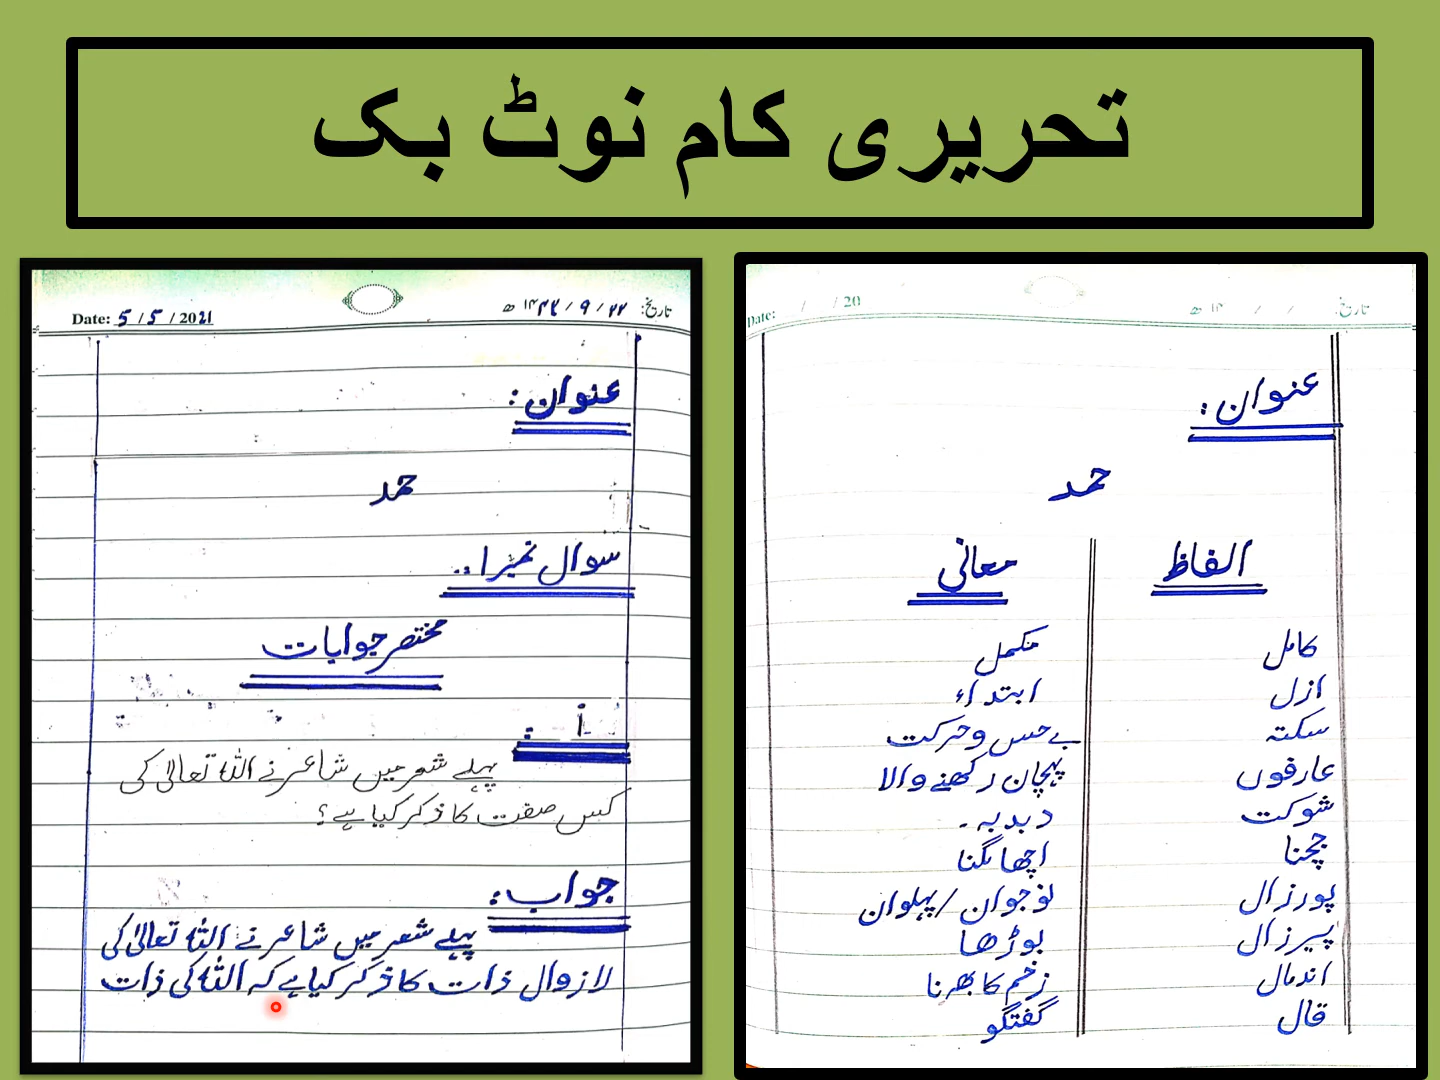 تحریری کام نوٹ بک
تاریخ: ۲۲ / ۹ / ۱۴۴۲ ھ
Date: 5 / 5 / 2021
عنوان:
حمد
سوال نمبر ۱..
مختصر جوابات
أ :
پہلے شعر میں شاعر نے اللہ تعالیٰ کی
کس صفت کا ذکر کیا ہے؟
جواب:
پہلے شعر میں شاعر نے اللہ تعالیٰ کی
لازوال ذات کا ذکر کیا ہے کہ اللہ کی ذات
تاریخ: / / ۱۴ ھ
Date: / / 20
عنوان:
حمد
الفاظ معانی
کامل مکمل
ازل ابتداء
سکتہ بے حس و حرکت
عارفوں پہچان رکھنے والا
شوکت دبدبہ -
جچنا اچھا لگنا
پورزال نوجوان / پہلوان
پیرزال بوڑھا
اندمال زخم کا بھرنا
قال گفتگو